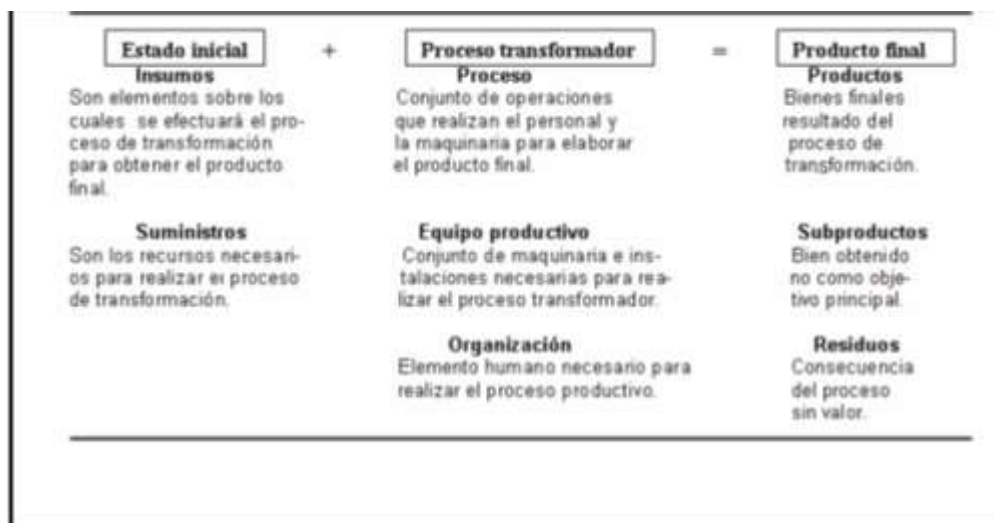 Estado inicial + Proceso transformador = Producto final
Insumos
Son elementos sobre los
cuales se efectuará el pro-
ceso de transformación
para obtener el producto
final.
Proceso
Conjunto de operaciones
que realizan el personal y
la maquinaria para elaborar
el producto final.
Productos
Bienes finales
resultado del
proceso de
transformación.
Suministros
Son los recursos necesari-
os para realizar el proceso
de transformación.
Equipo productivo
Conjunto de maquinaria e ins-
talaciones necesarias para rea-
lizar el proceso transformador.
Subproductos
Bien obtenido
no como obje-
tivo principal.
Organización
Elemento humano necesario para
realizar el proceso productivo.
Residuos
Consecuencia
del proceso
sin valor.